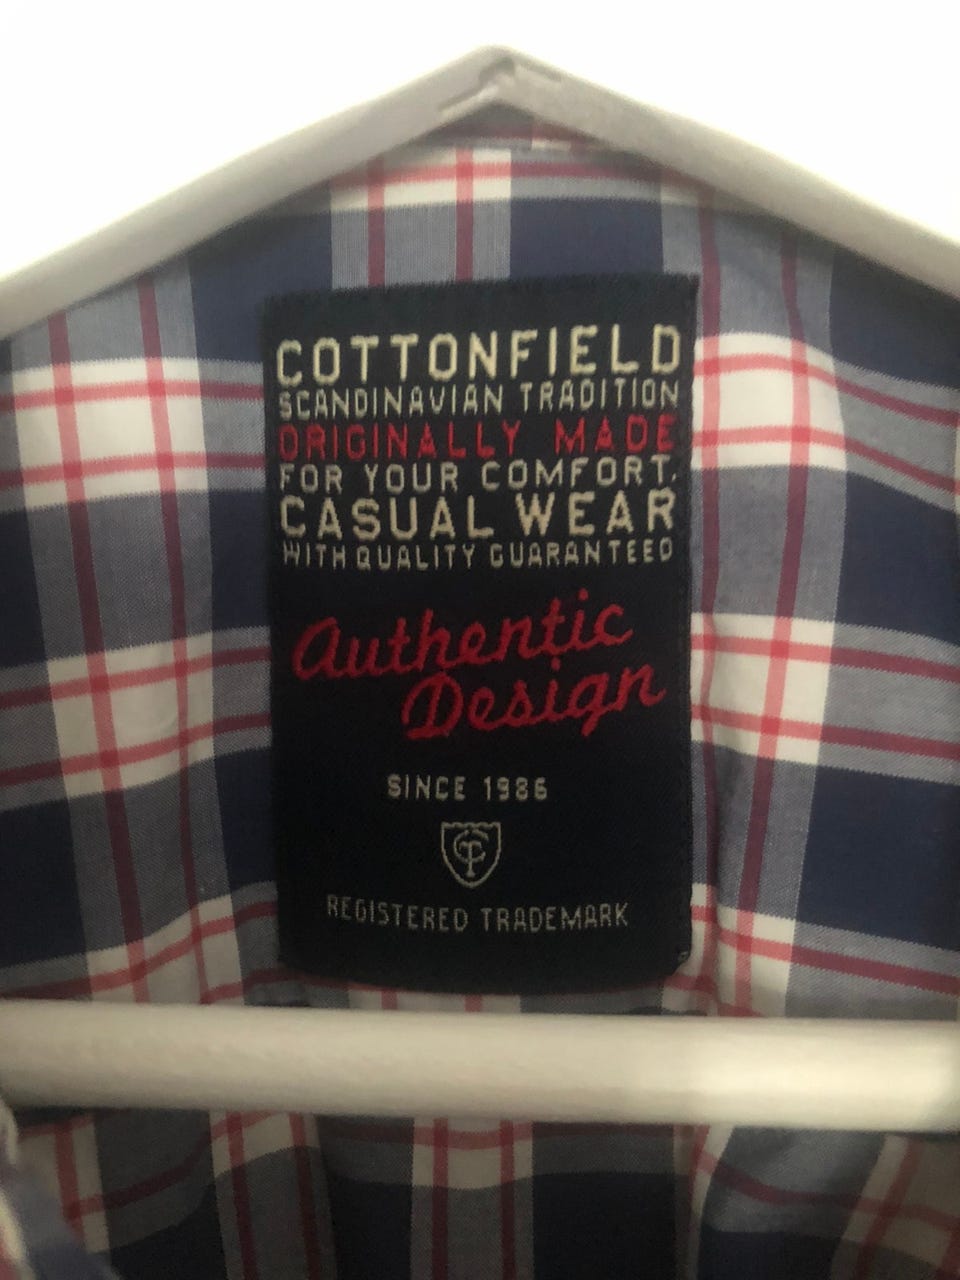 COTTONFIELD
SCANDINAVIAN TRADITION
ORIGINALLY MADE
FOR YOUR COMFORT.
CASUAL WEAR
WITH QUALITY GUARANTEED
Authentic
Design
SINCE 1986
REGISTERED TRADEMARK